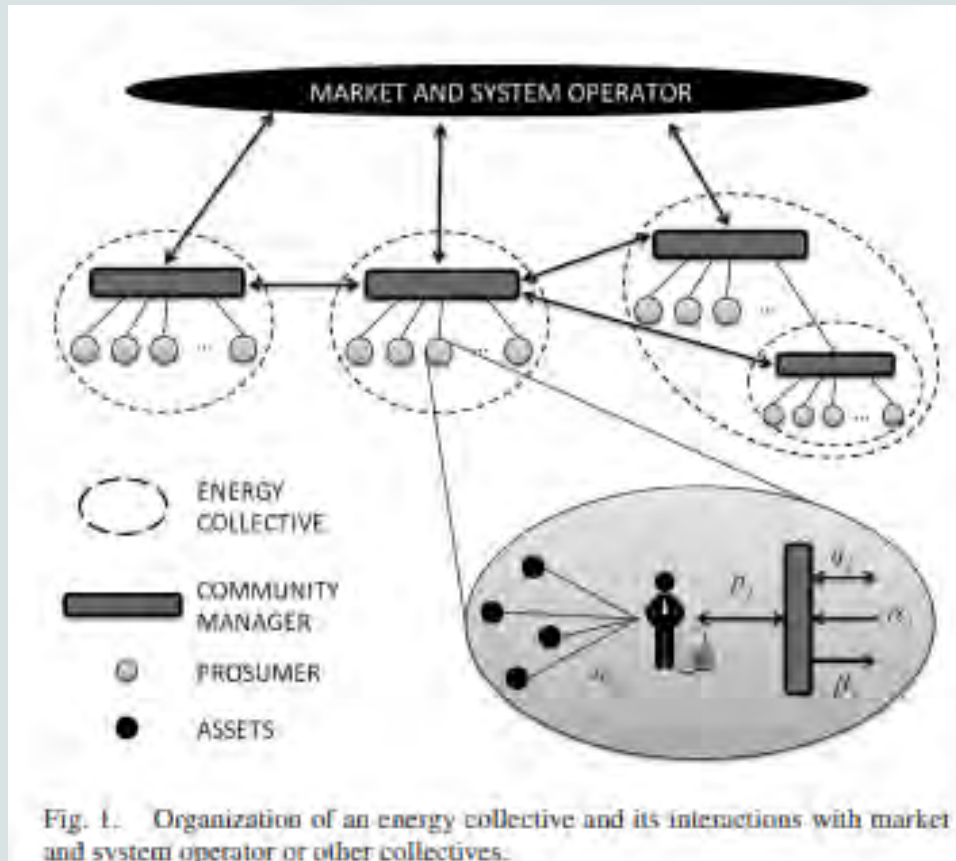 MARKET AND SYSTEM OPERATOR
... ... ...
...
ENERGY
COLLECTIVE
COMMUNITY
MANAGER
PROSUMER
ASSETS
p_j
Fig. 1. Organization of an energy collective and its interactions with market
and system operator or other collectives.